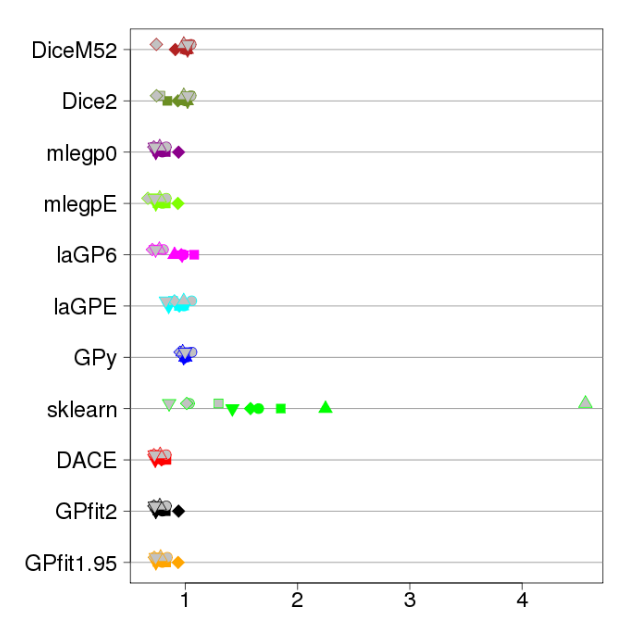 DiceM52
Dice2
mlegp0
mlegpE
laGP6
laGPE
GPy
sklearn
DACE
GPfit2
GPfit1.95
1 2 3 4